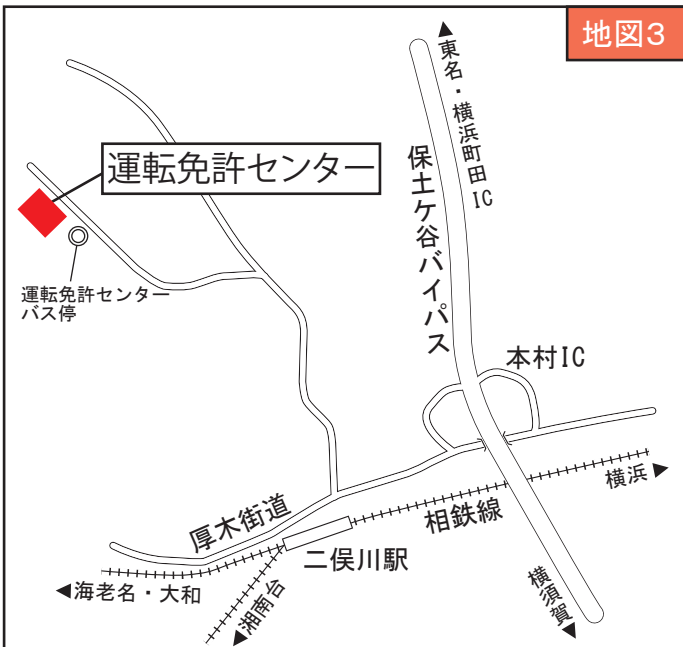 地図3
東名・横浜町田IC
保土ケ谷バイパス
運転免許センター
運転免許センター
バス停
本村IC
横浜
相鉄線
厚木街道
二俣川駅
海老名・大和
湘南台
横須賀